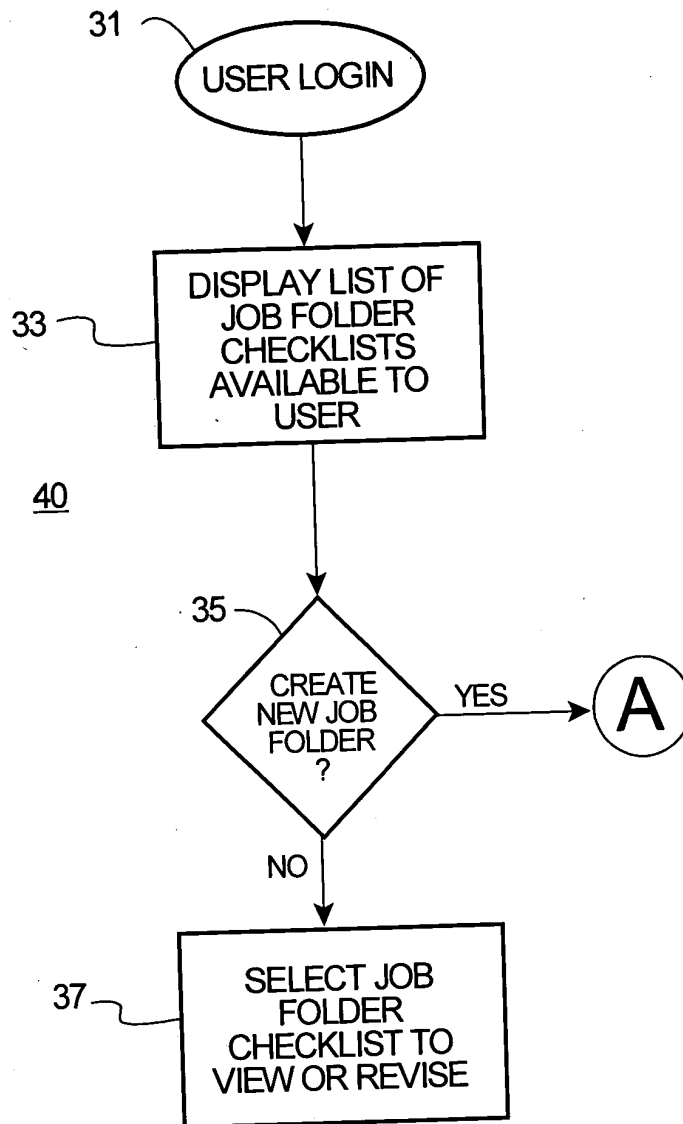 31
USER LOGIN
33
DISPLAY LIST OF
JOB FOLDER
CHECKLISTS
AVAILABLE TO
USER
40
35
CREATE
NEW JOB
FOLDER
?
YES
A
NO
37
SELECT JOB
FOLDER
CHECKLIST TO
VIEW OR REVISE